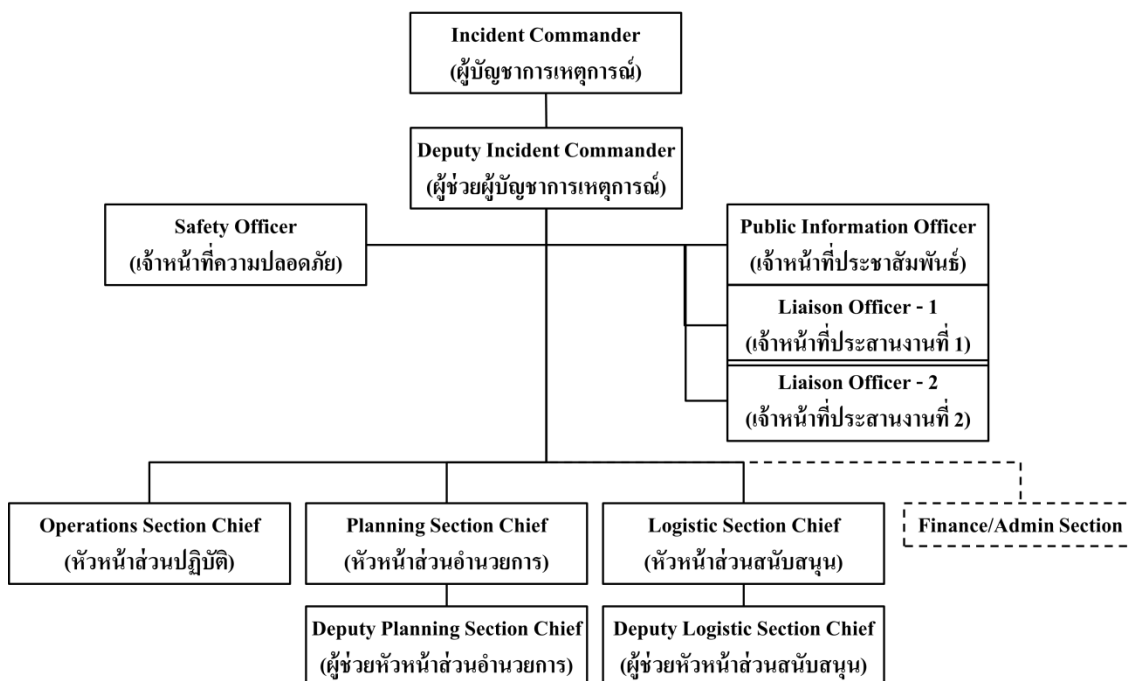 Incident Commander
(ผู้บัญชาการเหตุการณ์)
Deputy Incident Commander
(ผู้ช่วยผู้บัญชาการเหตุการณ์)
Safety Officer
(เจ้าหน้าที่ความปลอดภัย)
Public Information Officer
(เจ้าหน้าที่ประชาสัมพันธ์)
Liaison Officer - 1
(เจ้าหน้าที่ประสานงานที่ 1)
Liaison Officer - 2
(เจ้าหน้าที่ประสานงานที่ 2)
Operations Section Chief
(หัวหน้าส่วนปฏิบัติ)
Planning Section Chief
(หัวหน้าส่วนอำนวยการ)
Logistic Section Chief
(หัวหน้าส่วนสนับสนุน)
Finance/Admin Section
Deputy Planning Section Chief
(ผู้ช่วยหัวหน้าส่วนอำนวยการ)
Deputy Logistic Section Chief
(ผู้ช่วยหัวหน้าส่วนสนับสนุน)